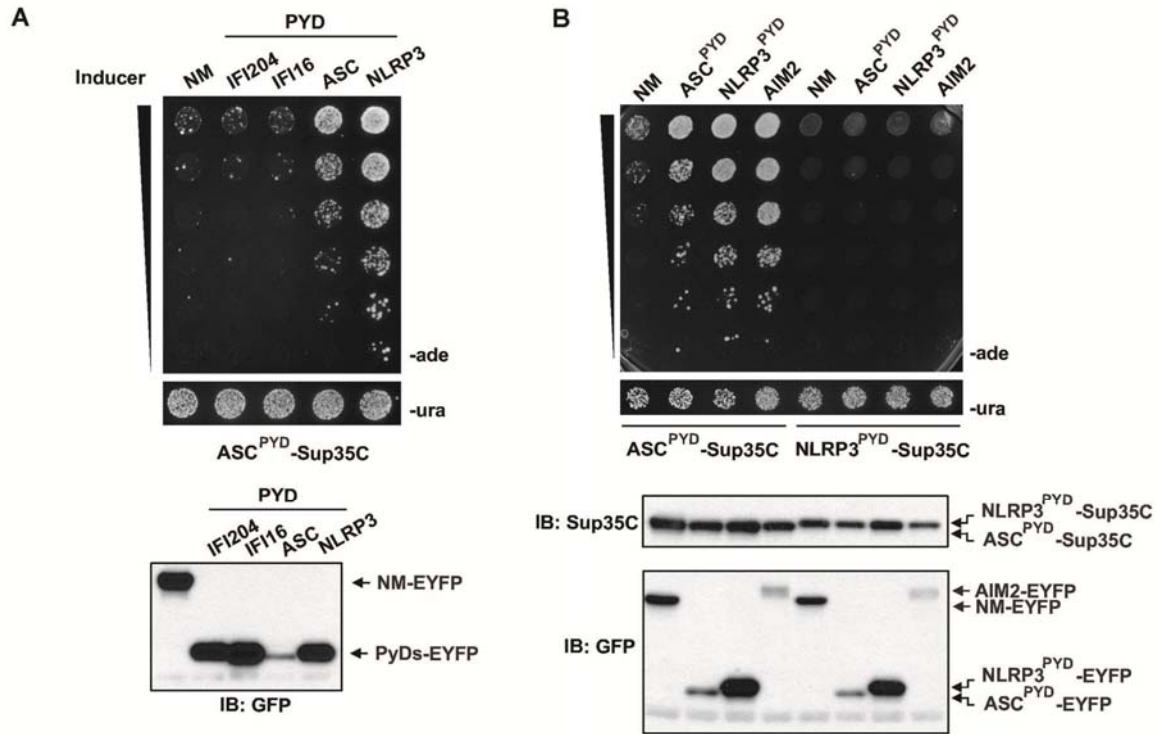 A
PYD
Inducer
NM
IFI204
IFI16
ASC
NLRP3
-ade
-ura
ASC^PYD -Sup35C
PYD
IFI204
IFI16
ASC
NLRP3
NM-EYFP
PyDs-EYFP
IB: GFP
B
NM
ASC^PYD
NLRP3^PYD
AIM2
NM
ASC^PYD
NLRP3^PYD
AIM2
-ade
-ura
ASC^PYD -Sup35C
NLRP3^PYD -Sup35C
IB: Sup35C
NLRP3^PYD -Sup35C
ASC^PYD -Sup35C
IB: GFP
AIM2-EYFP
NM-EYFP
NLRP3^PYD -EYFP
ASC^PYD -EYFP